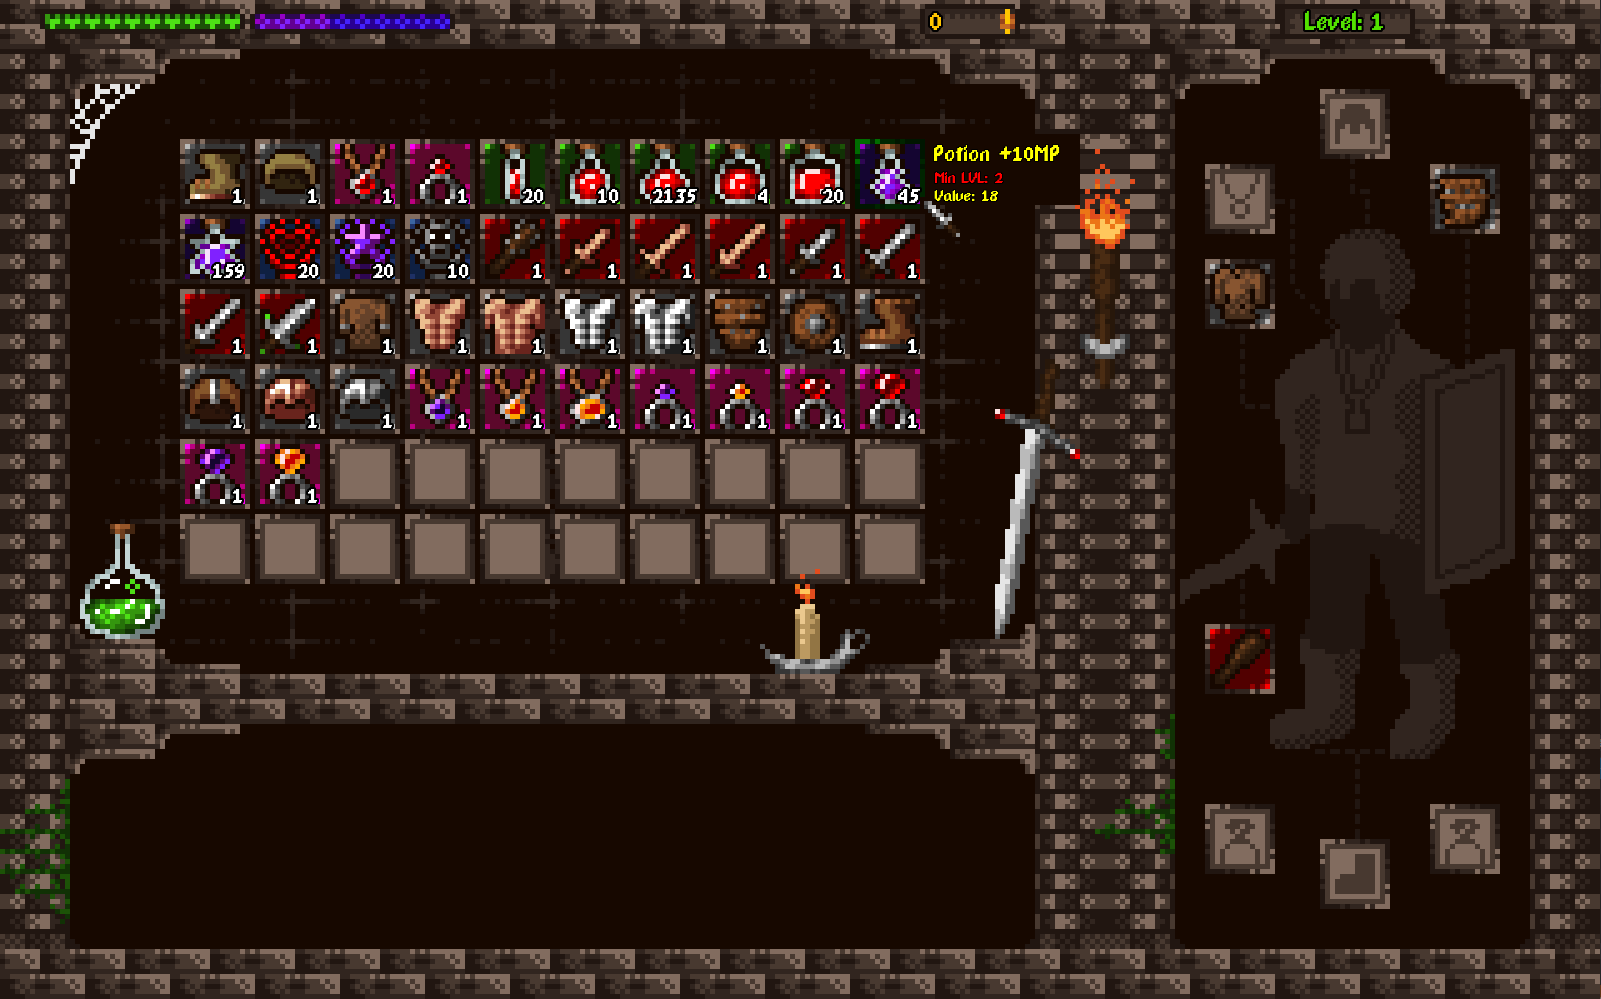 0
Level: 1
1 1 1 1 20 10 2135 4 20 45
Potion +10MP
Min LVL: 2
Value: 18
159 20 20 10 1 1 1 1 1 1
1 1 1 1 1 1 1 1 1 1
1 1 1 1 1 1 1 1 1 1
1 1